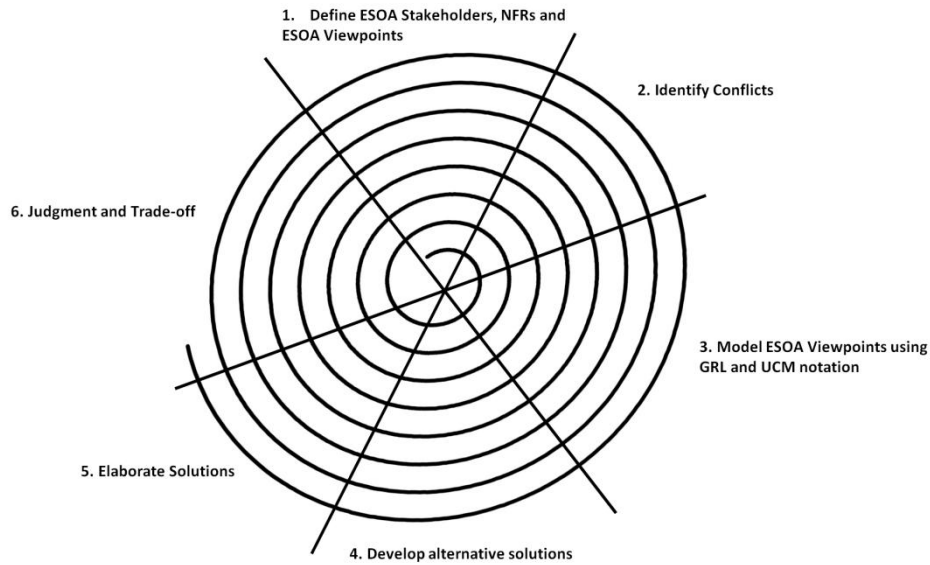 1. Define ESOA Stakeholders, NFRs and
ESOA Viewpoints
2. Identify Conflicts
3. Model ESOA Viewpoints using
GRL and UCM notation
4. Develop alternative solutions
5. Elaborate Solutions
6. Judgment and Trade-off